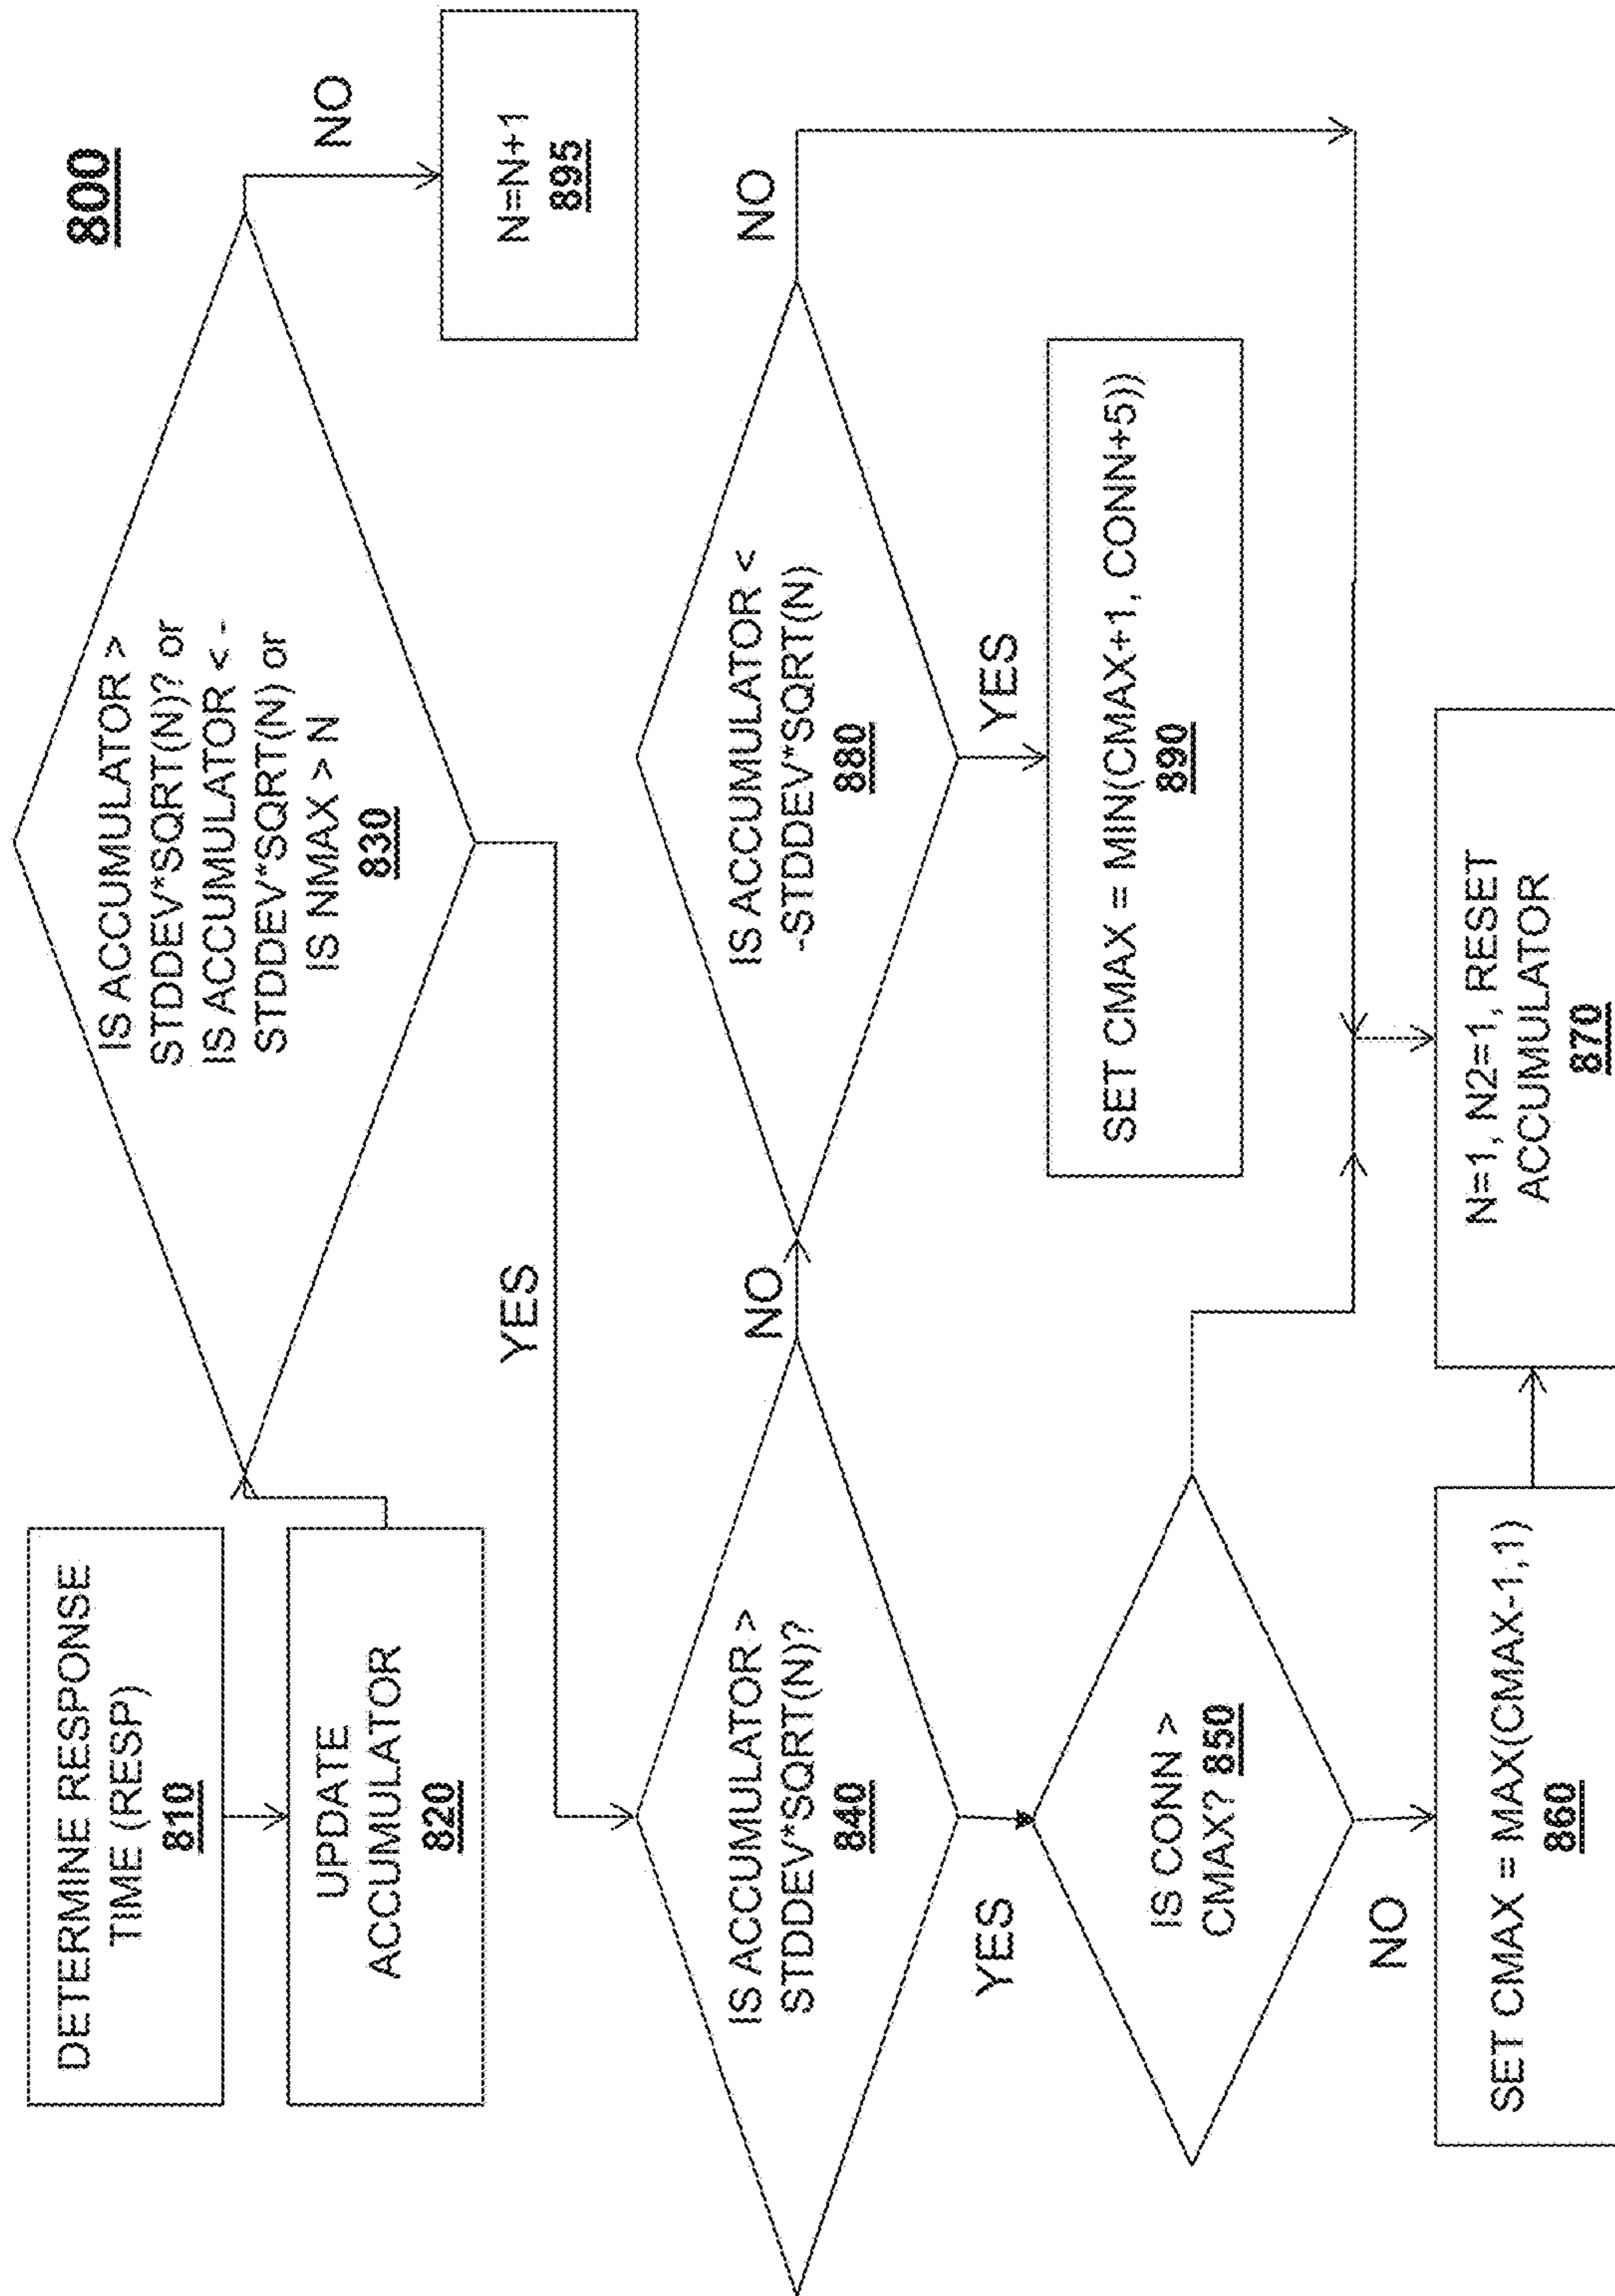 800
DETERMINE RESPONSE
TIME (RESP)
810
UPDATE
ACCUMULATOR
820
IS ACCUMULATOR >
STDDEV*SQRT(N)? or
IS ACCUMULATOR < -
STDDEV*SQRT(N) or
IS NMAX > N
830
NO
N=N+1
895
YES
IS ACCUMULATOR >
STDDEV*SQRT(N)?
840
NO
IS ACCUMULATOR <
-STDDEV*SQRT(N)
880
NO
YES
IS CONN >
CMAX? 850
YES
SET CMAX = MIN(CMAX+1, CONN+5))
890
NO
SET CMAX = MAX(CMAX-1,1)
860
N=1, N2=1, RESET
ACCUMULATOR
870